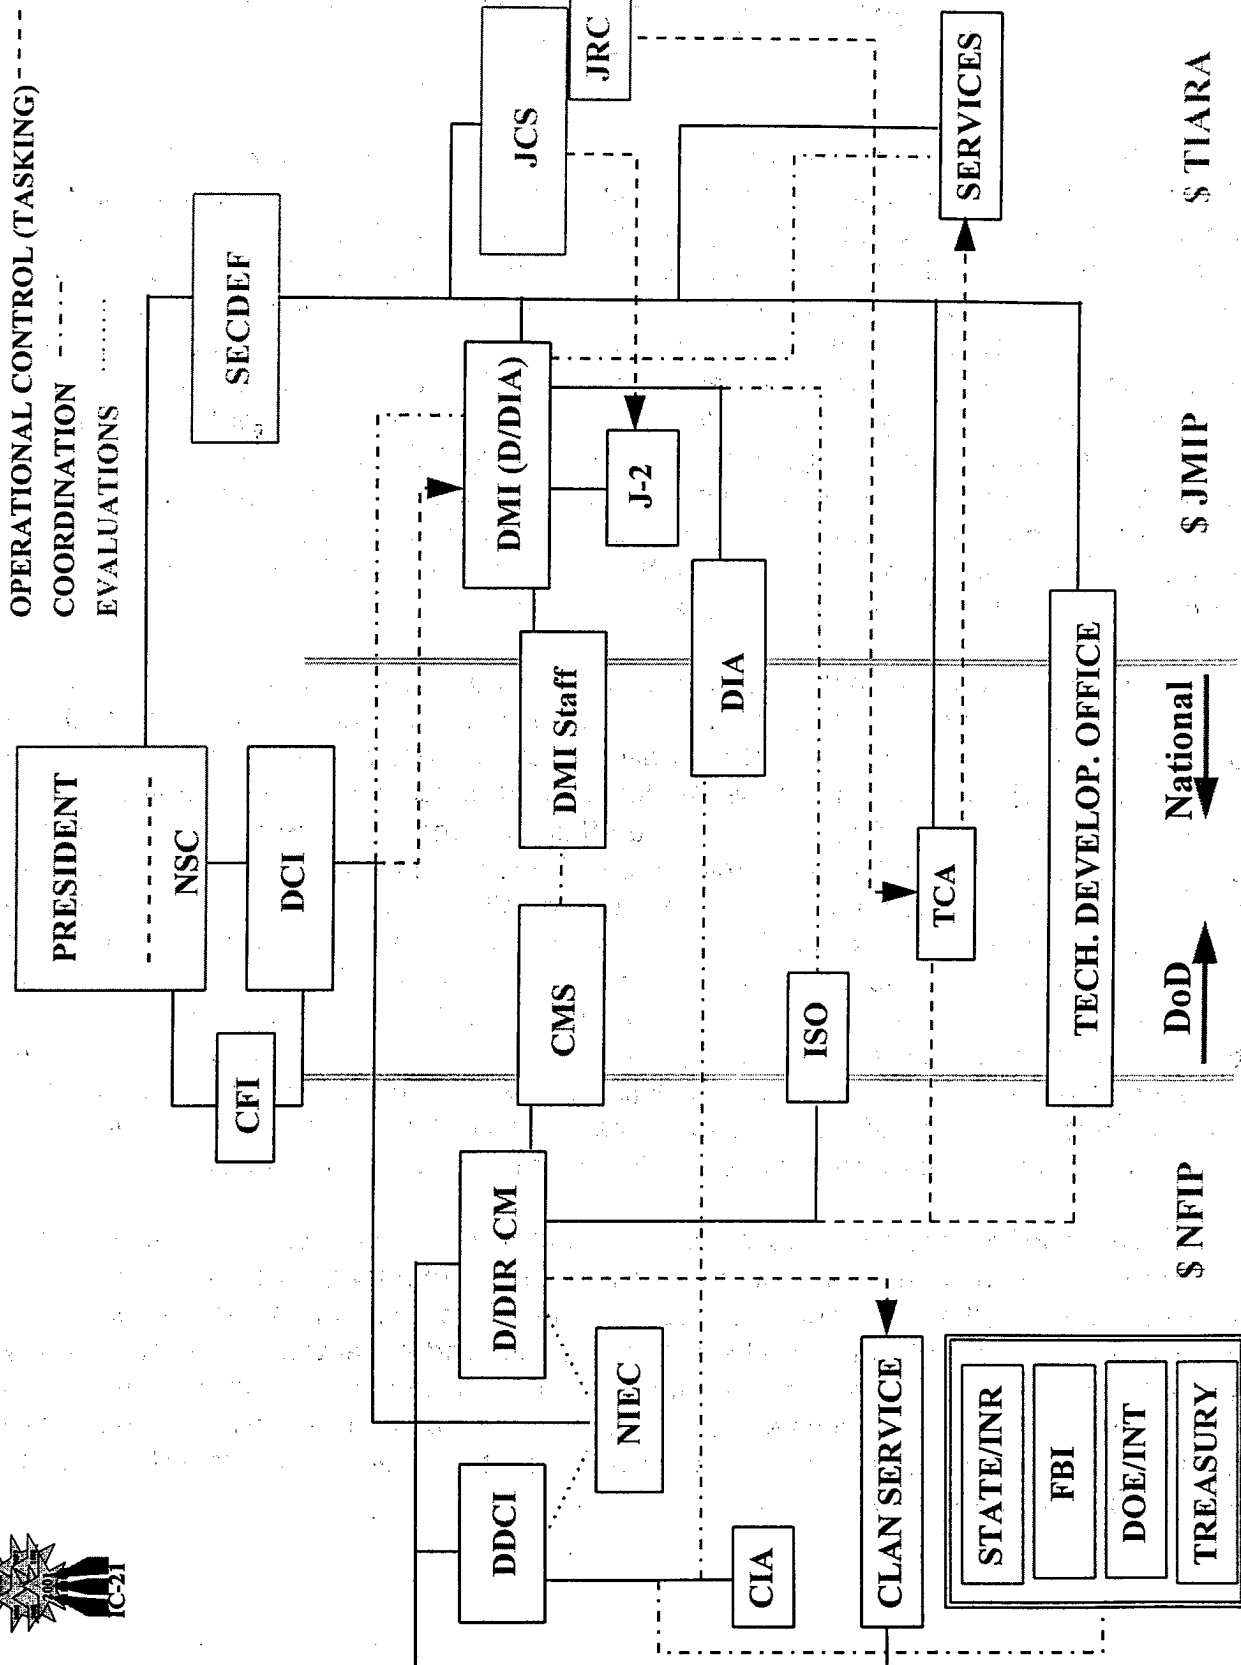 OPERATIONAL CONTROL (TASKING)
COORDINATION
EVALUATIONS
PRESIDENT
NSC
SECDEF
CFI
DCI
DDCI
D/DIR CM
DMI (D/DIA)
JCS
JRC
CMS
DMI Staff
NIEC
J-2
CIA
DIA
ISO
CLAN SERVICE
TCA
SERVICES
STATE/INR
FBI
DOE/INT
TREASURY
TECH. DEVELOP. OFFICE
DoD
National
$ NFIP
$ JMIP
$ TIARA
2001
IC-21